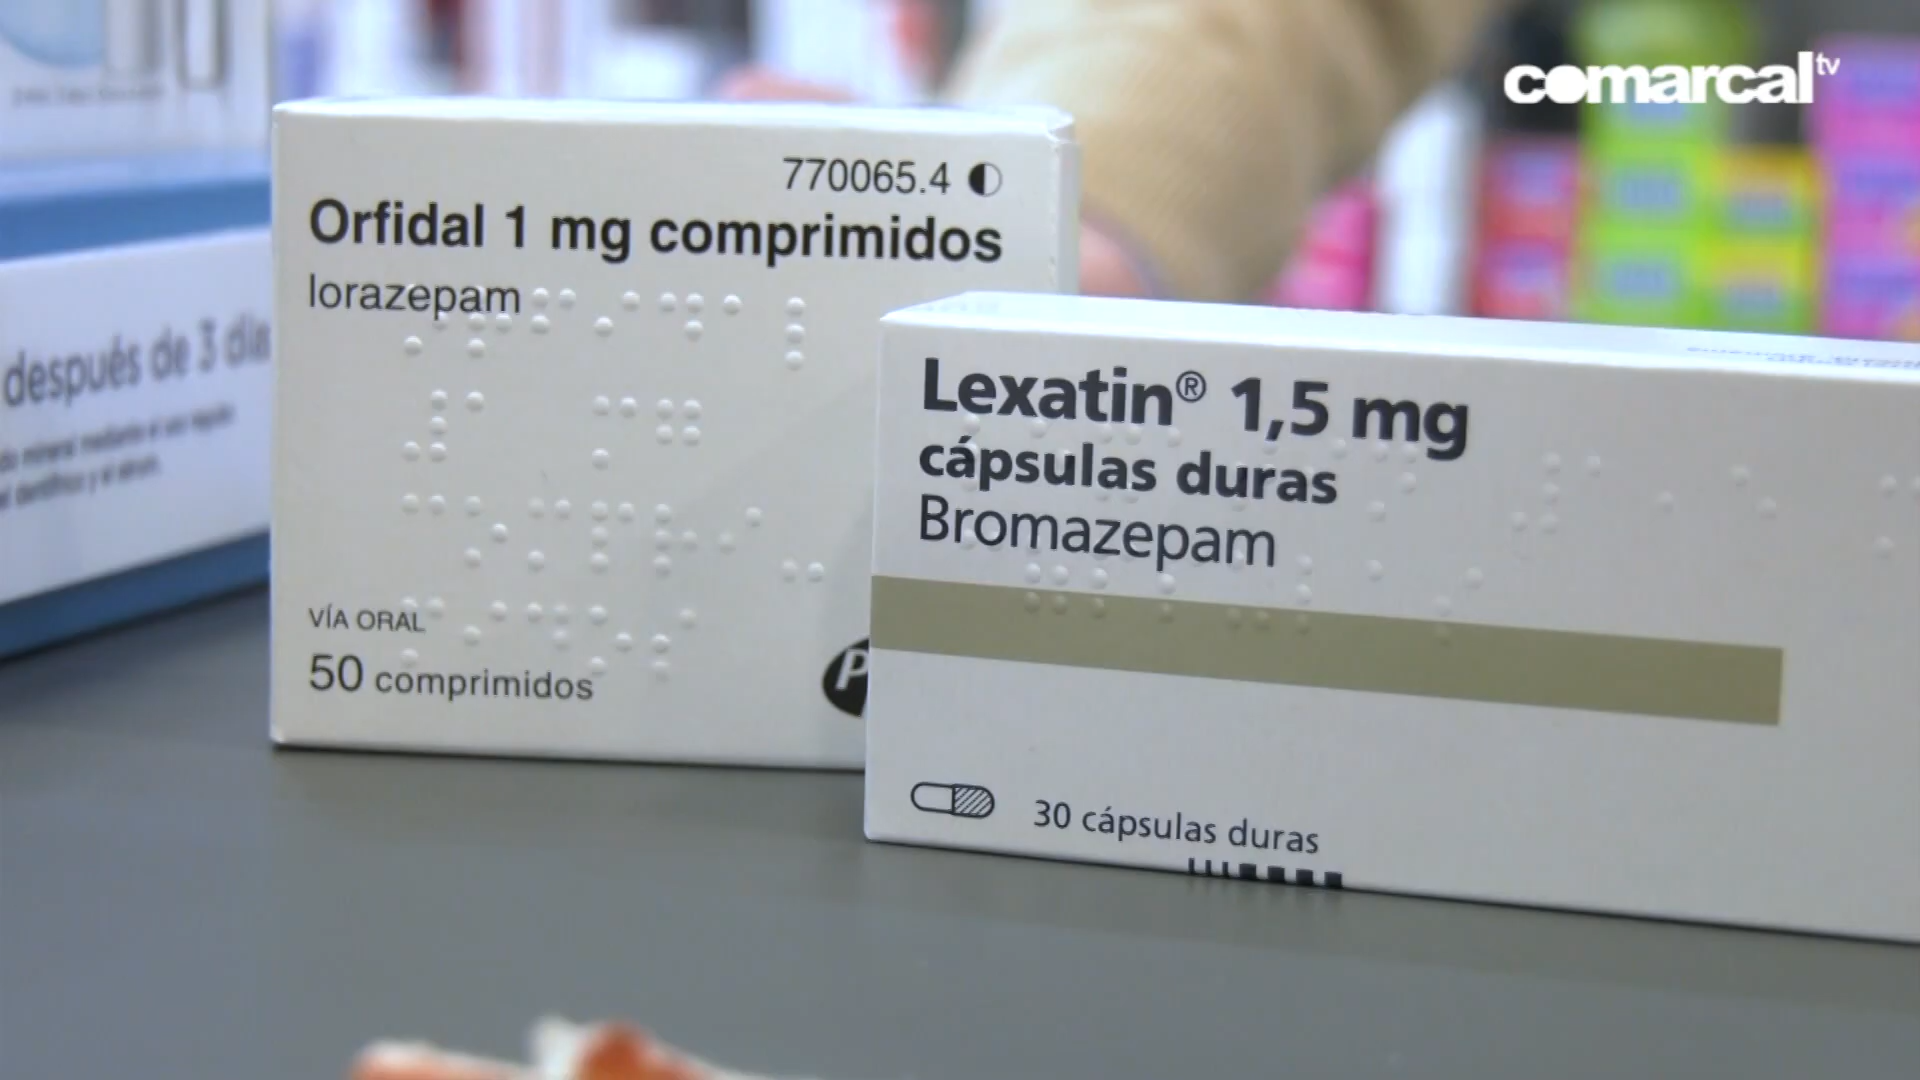 comarcal tv
770065.4
Orfidal 1 mg comprimidos
lorazepam
VÍA ORAL
50 comprimidos
Lexatin® 1,5 mg
cápsulas duras
Bromazepam
30 cápsulas duras
después de 3 día